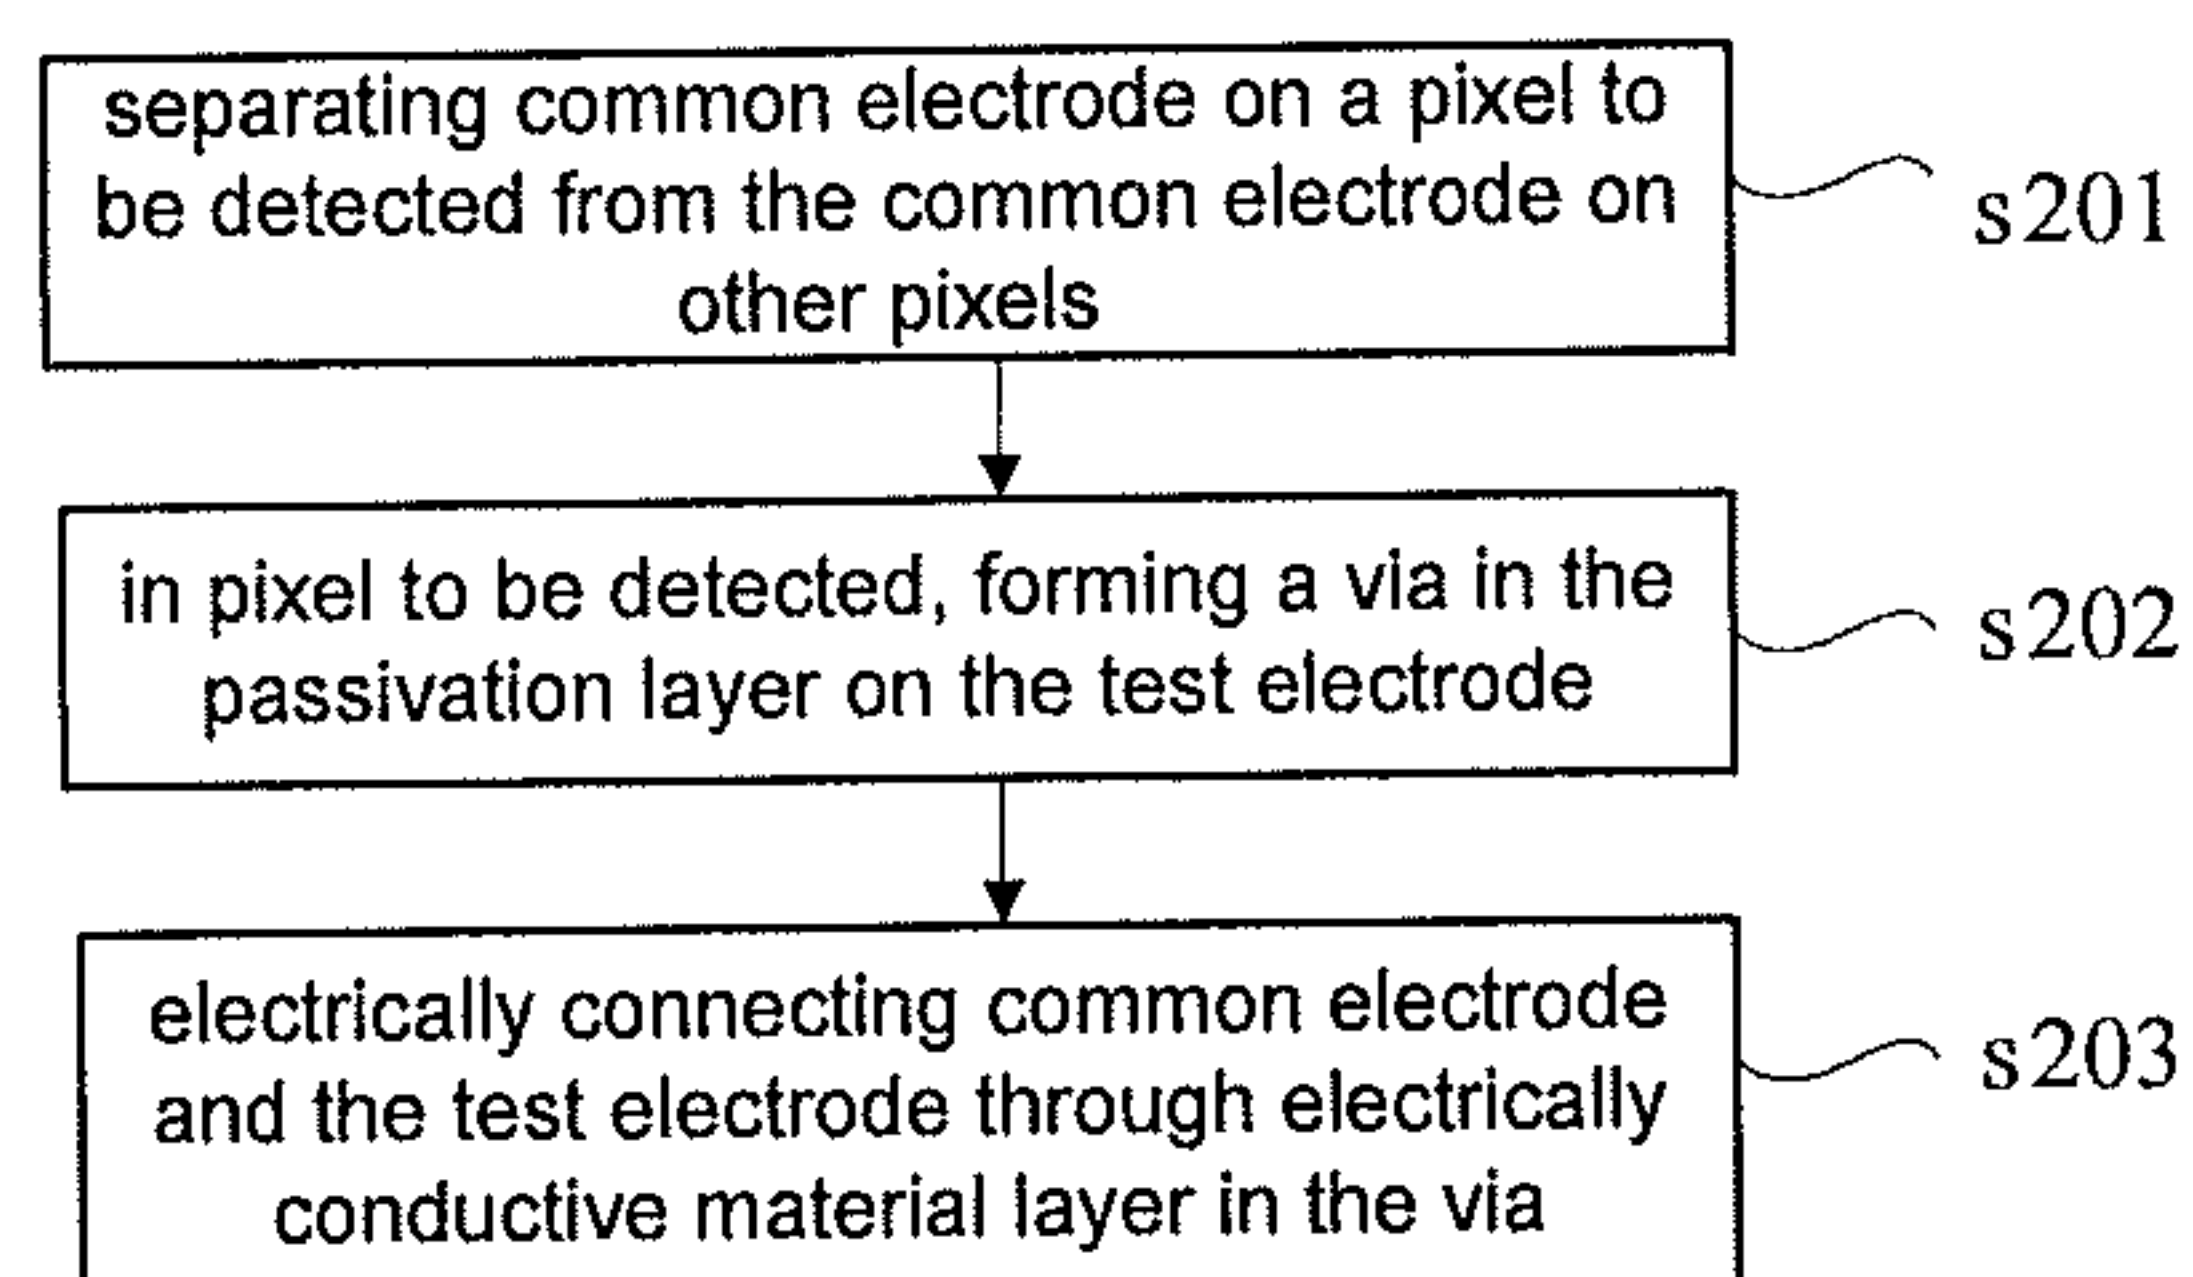 separating common electrode on a pixel to
be detected from the common electrode on
other pixels
s201
in pixel to be detected, forming a via in the
passivation layer on the test electrode
s202
electrically connecting common electrode
and the test electrode through electrically
conductive material layer in the via
s203